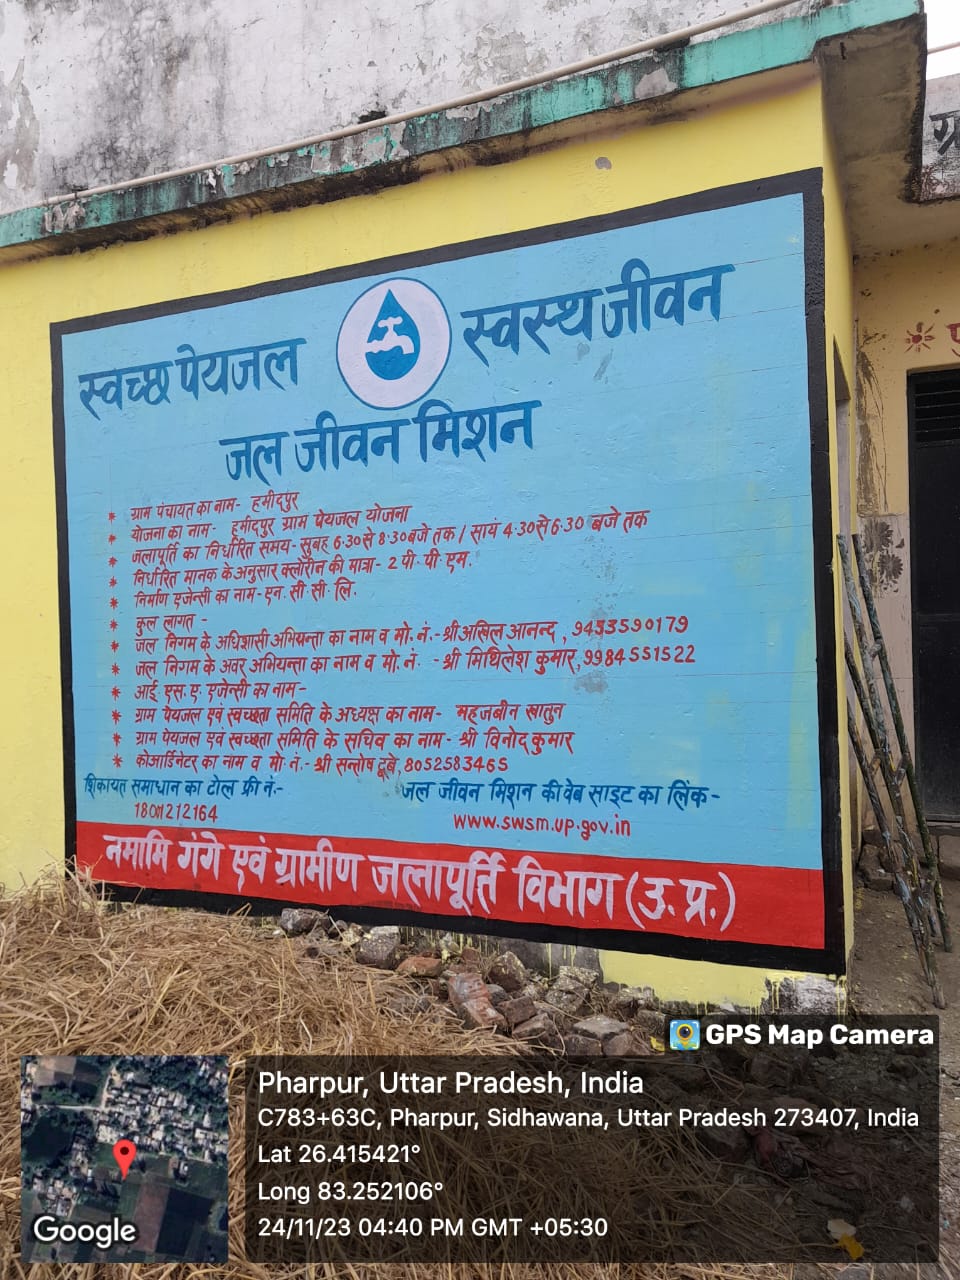 स्वच्छ पेयजल स्वस्थ जीवन
जल जीवन मिशन
* ग्राम पंचायत का नाम- हमीदपुर
* योजना का नाम- हमीदपुर ग्राम पेयजल योजना
* जलापूर्ति का निर्धारित समय- सुबह 6·30 से 8·30 बजे तक / सायं 4·30 से 6·30 बजे तक
* निर्धारित मानक के अनुसार क्लोरीन की मात्रा- 2 पी. पी. एम.
* निर्माण एजेन्सी का नाम- एन. सी. सी. लि.
* कुल लागत -
* जल निगम के अधिशासी अभियन्ता का नाम व मो. नं.- श्री अखिल आनन्द, 9453590179
* जल निगम के अवर अभियन्ता का नाम व मो. नं. - श्री मिथिलेश कुमार, 9984551522
* आई. एस. ए. एजेन्सी का नाम-
* ग्राम पेयजल एवं स्वच्छता समिति के अध्यक्ष का नाम- महजबीन खातुन
* ग्राम पेयजल एवं स्वच्छता समिति के सचिव का नाम- श्री विनोद कुमार
* कोआर्डिनेटर का नाम व मो. नं.- श्री सन्तोष दूबे, 8052583465
शिकायत समाधान का टोल फ्री नं:- जल जीवन मिशन की वेब साइट का लिंक-
www.swsm.up.gov.in
नमामि गंगे एवं ग्रामीण जलापूर्ति विभाग (उ. प्र.)
GPS Map Camera
Pharpur, Uttar Pradesh, India
C783+63C, Pharpur, Sidhawana, Uttar Pradesh 273407, India
Lat 26.415421°
Long 83.252106°
24/11/23 04:40 PM GMT +05:30
Google